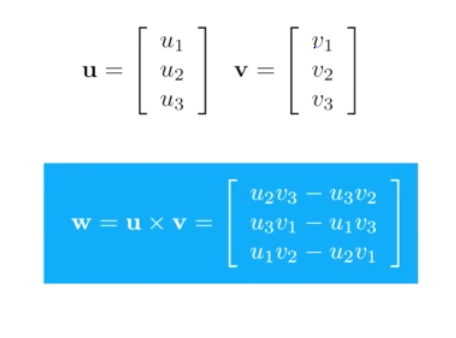 u = [ u₁ u₂ u₃ ] v = [ v₁ v₂ v₃ ]
w = u × v = [ u₂v₃ − u₃v₂
u₃v₁ − u₁v₃
u₁v₂ − u₂v₁ ]